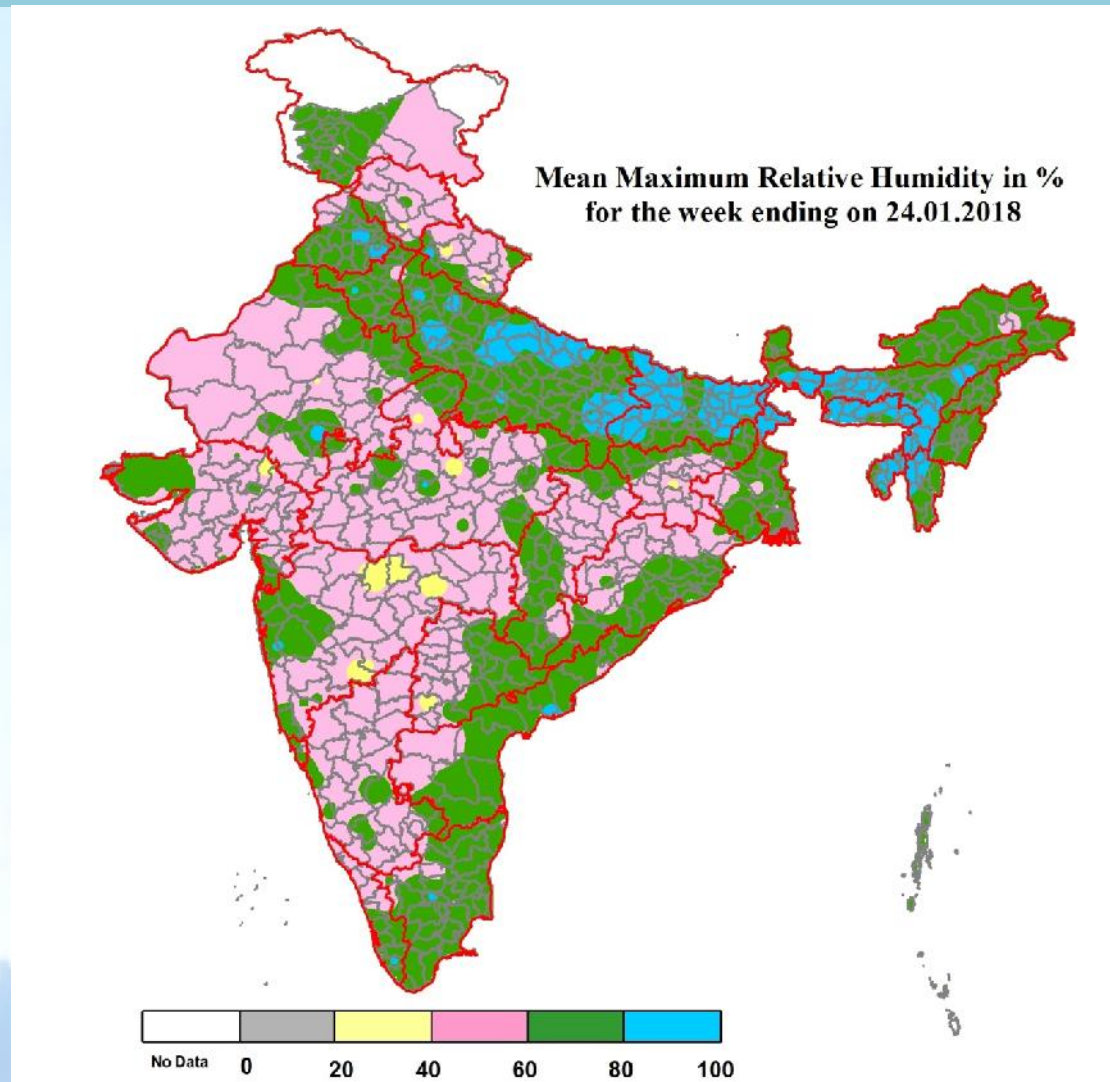 Mean Maximum Relative Humidity in %
for the week ending on 24.01.2018
No Data 0 20 40 60 80 100